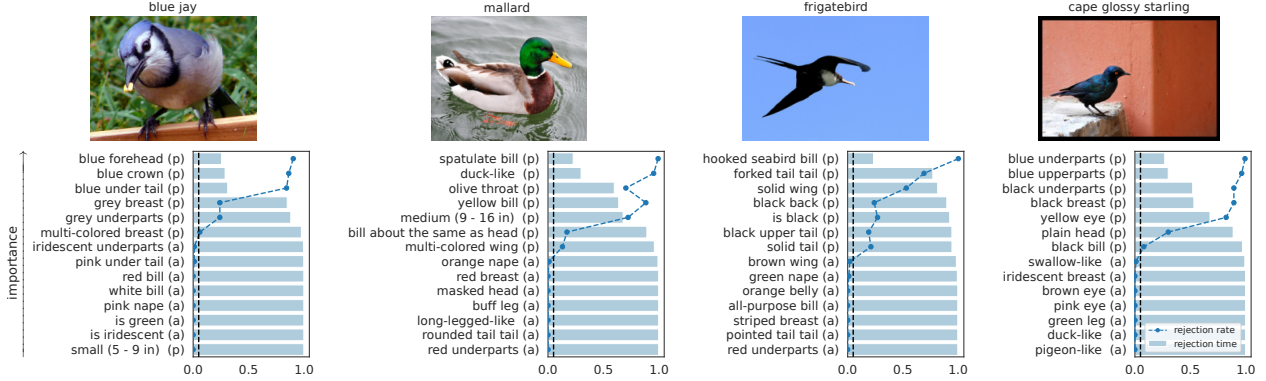 blue jay
mallard
frigatebird
cape glossy starling
importance
blue forehead (p)
blue crown (p)
blue under tail (p)
grey breast (p)
grey underparts (p)
multi-colored breast (p)
iridescent underparts (a)
pink under tail (a)
red bill (a)
white bill (a)
pink nape (a)
is green (a)
is iridescent (a)
small (5 - 9 in) (p)
0.0 0.5 1.0
spatulate bill (p)
duck-like (p)
olive throat (p)
yellow bill (p)
medium (9 - 16 in) (p)
bill about the same as head (p)
multi-colored wing (p)
orange nape (a)
red breast (a)
masked head (a)
buff leg (a)
long-legged-like (a)
rounded tail tail (a)
red underparts (a)
0.0 0.5 1.0
hooked seabird bill (p)
forked tail tail (p)
solid wing (p)
black back (p)
is black (p)
black upper tail (p)
solid tail (p)
brown wing (a)
green nape (a)
orange belly (a)
all-purpose bill (a)
striped breast (a)
pointed tail tail (a)
red underparts (a)
0.0 0.5 1.0
blue underparts (p)
blue upperparts (p)
black underparts (p)
black breast (p)
yellow eye (p)
plain head (p)
black bill (p)
swallow-like (a)
iridescent breast (a)
brown eye (a)
pink eye (a)
green leg (a)
duck-like (a)
pigeon-like (a)
rejection rate
rejection time
0.0 0.5 1.0